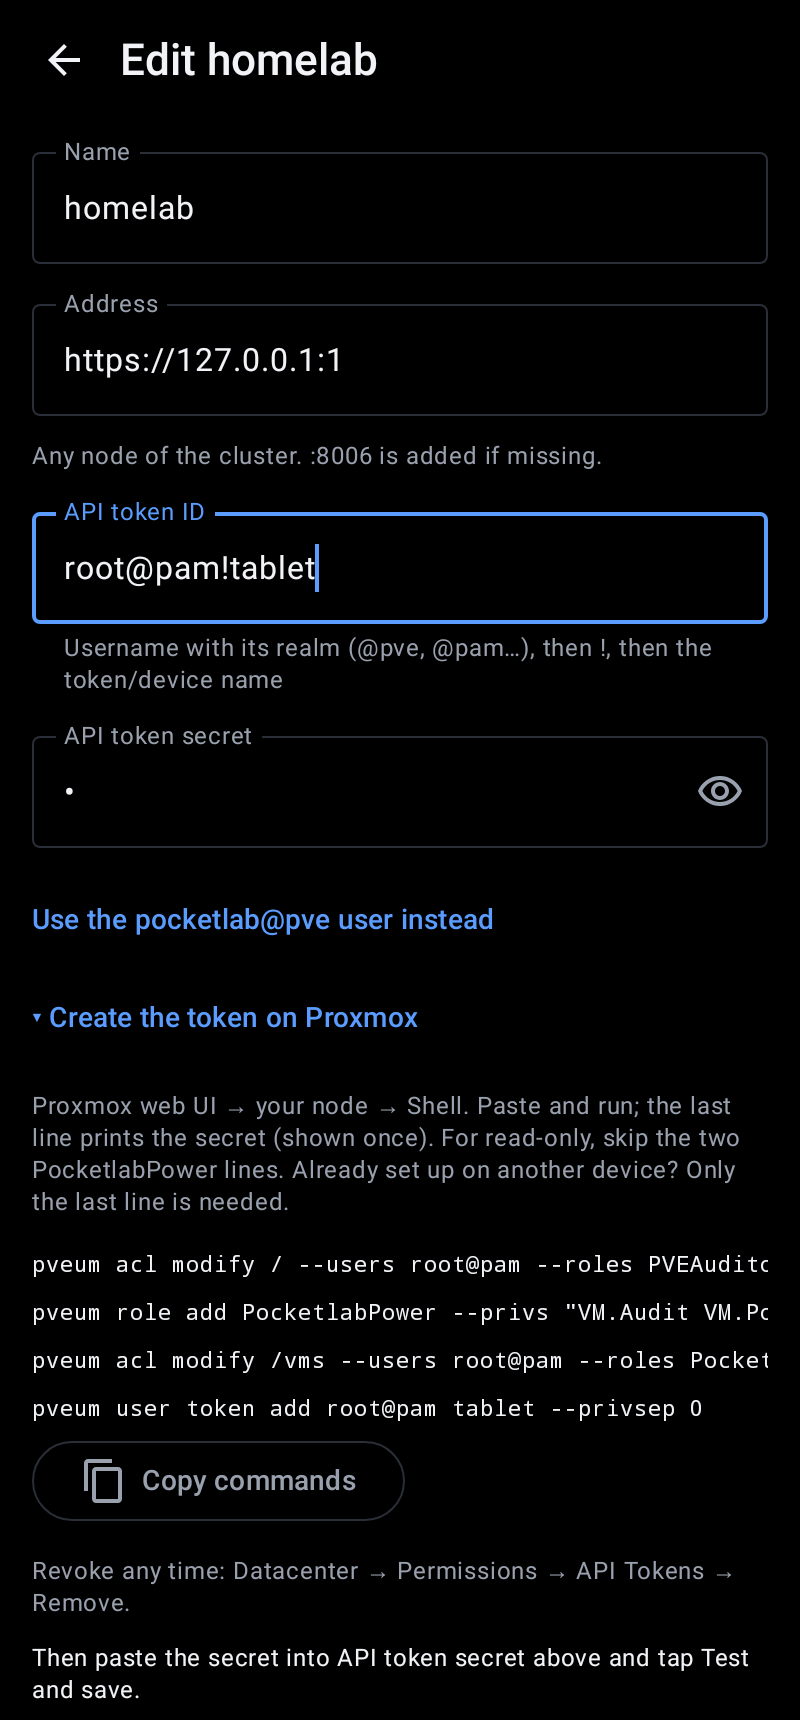 Edit homelab
Name
homelab
Address
https://127.0.0.1:1
Any node of the cluster. :8006 is added if missing.
API token ID
root@pam!tablet
Username with its realm (@pve, @pam…), then !, then the
token/device name
API token secret
•
Use the pocketlab@pve user instead
▾ Create the token on Proxmox
Proxmox web UI → your node → Shell. Paste and run; the last
line prints the secret (shown once). For read-only, skip the two
PocketlabPower lines. Already set up on another device? Only
the last line is needed.
pveum acl modify / --users root@pam --roles PVEAudito
pveum role add PocketlabPower --privs "VM.Audit VM.Po
pveum acl modify /vms --users root@pam --roles Pocket
pveum user token add root@pam tablet --privsep 0
Copy commands
Revoke any time: Datacenter → Permissions → API Tokens →
Remove.
Then paste the secret into API token secret above and tap Test
and save.